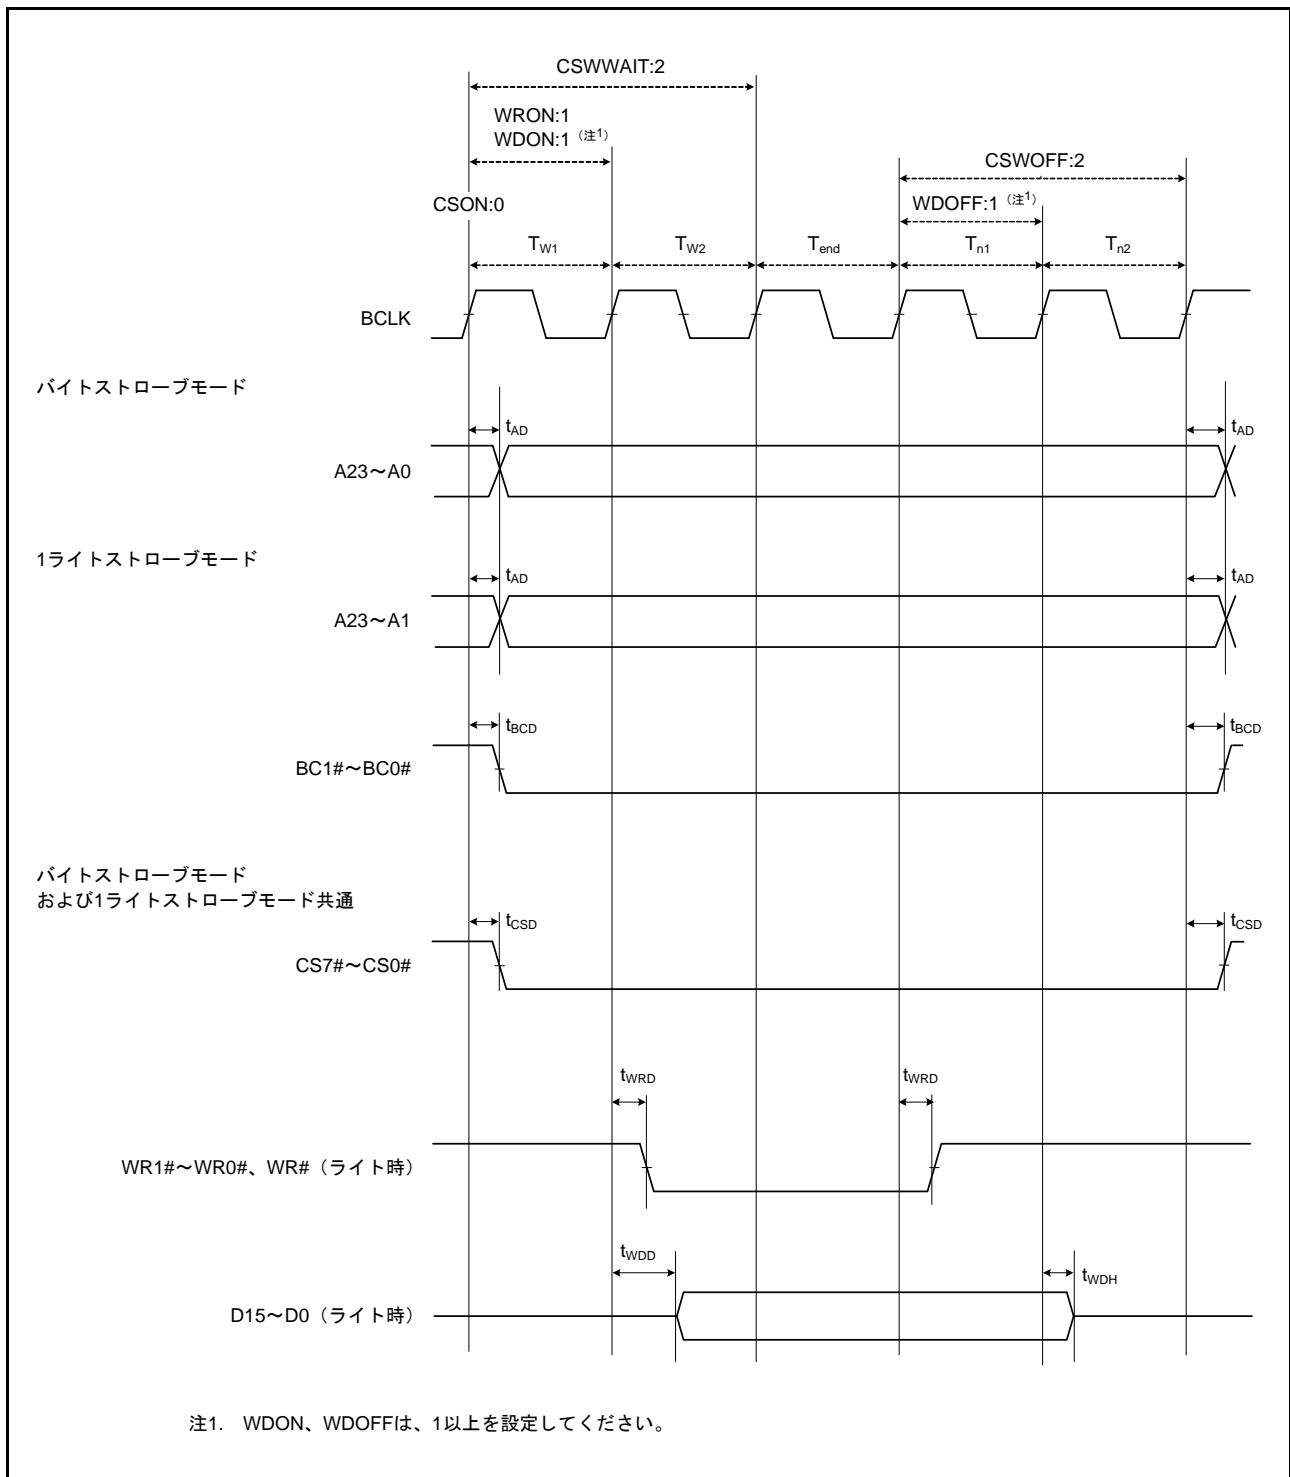 CSWWAIT:2
WRON:1
WDON:1（注1）
CSWOFF:2
WDOFF:1（注1）
CSON:0
TW1 TW2 Tend Tn1 Tn2
BCLK
バイトストローブモード
tAD tAD
A23～A0
1ライトストローブモード
tAD tAD
A23～A1
tBCD tBCD
BC1#～BC0#
バイトストローブモード
および1ライトストローブモード共通
tCSD tCSD
CS7#～CS0#
tWRD tWRD
WR1#～WR0#、WR#（ライト時）
tWDD tWDH
D15～D0（ライト時）
注1. WDON、WDOFFは、1以上を設定してください。